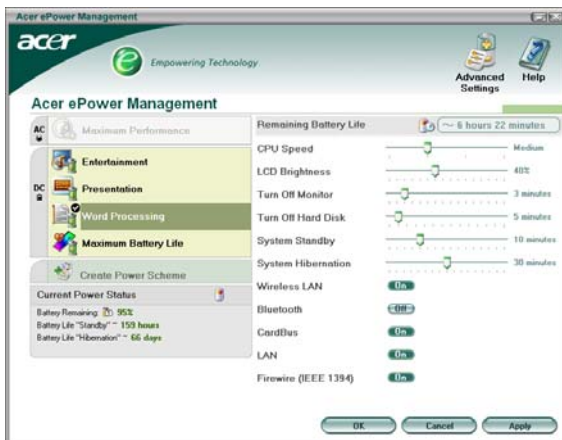 Acer ePower Management
acer
e
Empowering Technology
Advanced Settings
Help
Acer ePower Management
AC
Maximum Performance
DC
Entertainment
Presentation
Word Processing
Maximum Battery Life
Create Power Scheme
Current Power Status
Battery Remaining: 95%
Battery Life "Standby" ~ 159 hours
Battery Life "Hibernation" ~ 66 days
Remaining Battery Life ~ 6 hours 22 minutes
CPU Speed Medium
LCD Brightness 40%
Turn Off Monitor 3 minutes
Turn Off Hard Disk 5 minutes
System Standby 10 minutes
System Hibernation 30 minutes
Wireless LAN On
Bluetooth Off
CardBus On
LAN On
Firewire (IEEE 1394) On
OK Cancel Apply